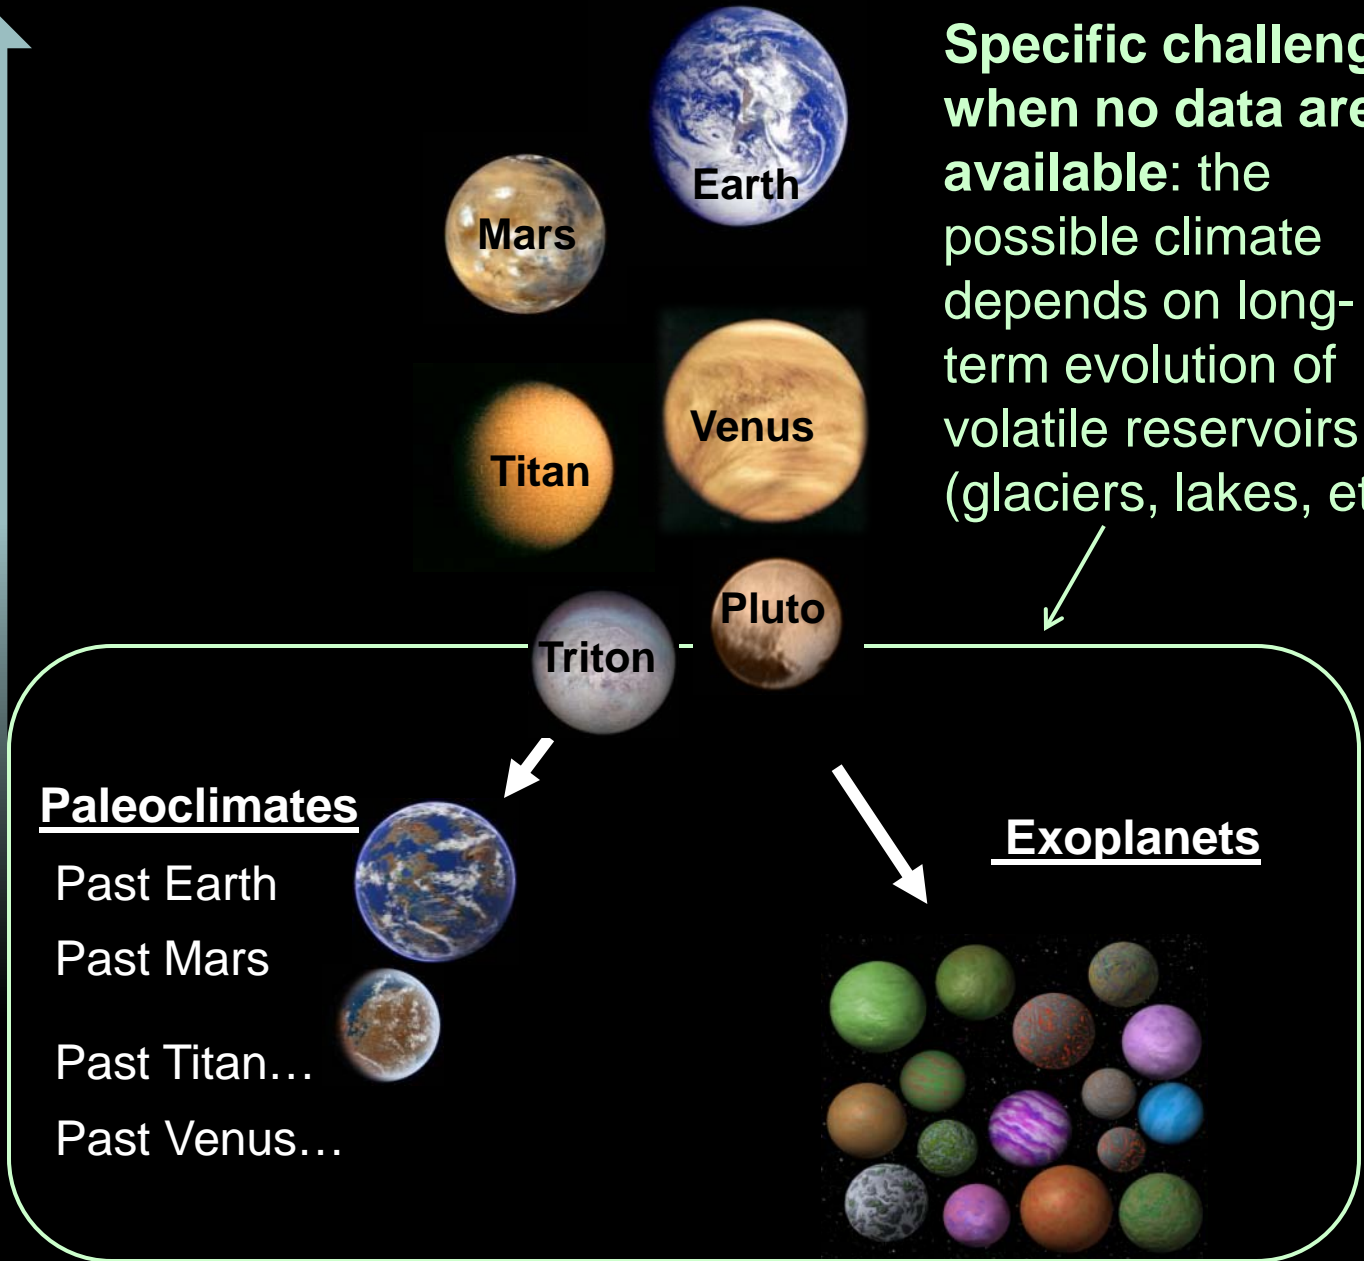 Specific challeng
when no data are
available: the
possible climate
depends on long-
term evolution of
volatile reservoirs
(glaciers, lakes, et
Earth
Mars
Venus
Titan
Pluto
Triton
Paleoclimates
Past Earth
Past Mars
Past Titan…
Past Venus…
Exoplanets